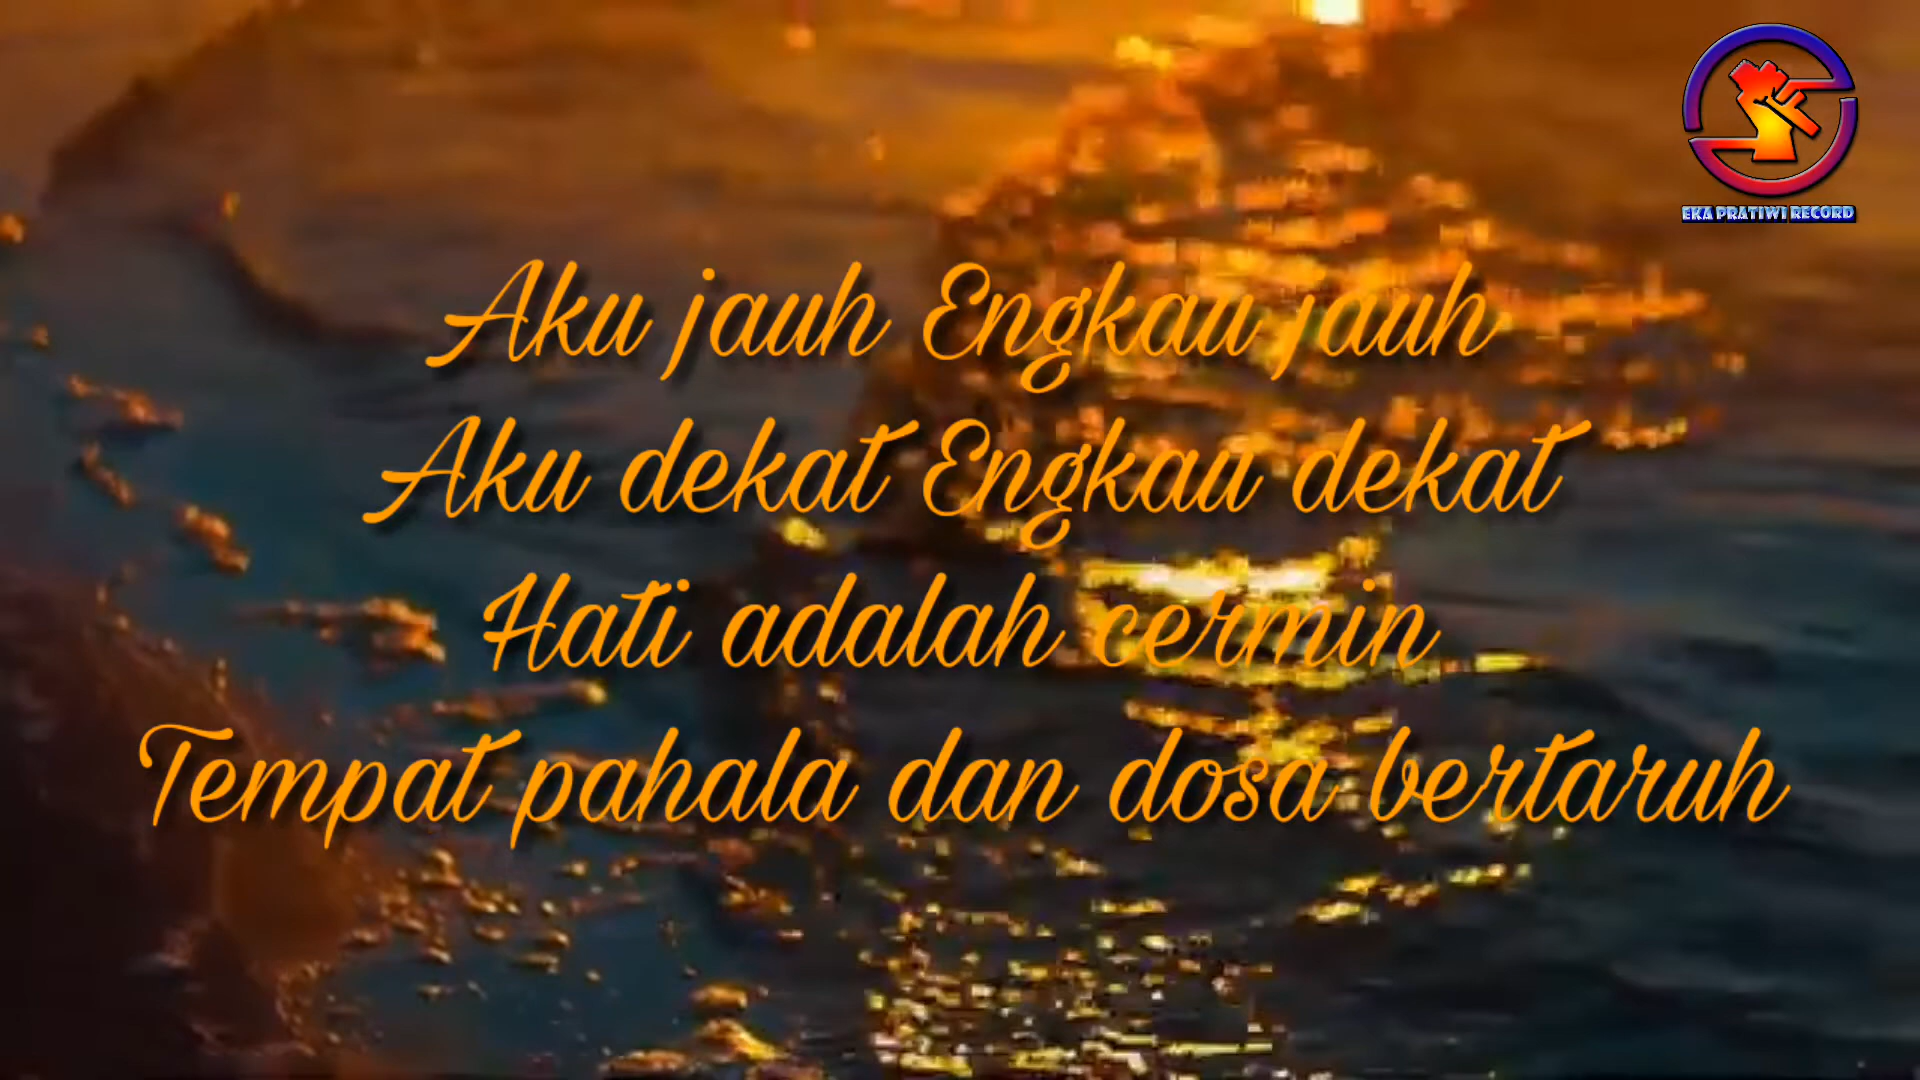 EKA PRATIWI RECORD
Aku jauh Engkau jauh
Aku dekat Engkau dekat
Hati adalah cermin
Tempat pahala dan dosa bertaruh